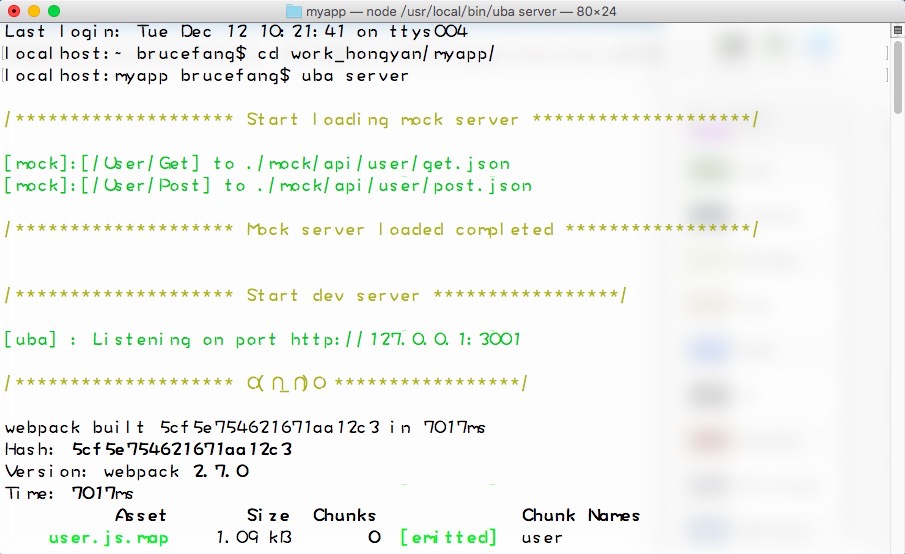 myapp — node /usr/local/bin/uba server — 80×24
Last login: Tue Dec 12 10:21:41 on ttys004
[localhost:~ brucefang$ cd work_hongyan/myapp/ ]
[localhost:myapp brucefang$ uba server ]
/******************** Start loading mock server ********************/
[mock]:[/User/Get] to ./mock/api/user/get.json
[mock]:[/User/Post] to ./mock/api/user/post.json
/******************** Mock server loaded completed *****************/
/******************** Start dev server *****************/
[uba] : Listening on port http://127.0.0.1:3001
/******************** O(∩_∩)O *****************/
webpack built 5cf5e754621671aa12c3 in 7017ms
Hash: 5cf5e754621671aa12c3
Version: webpack 2.7.0
Time: 7017ms
Asset Size Chunks Chunk Names
user.js.map 1.09 kB 0 [emitted] user